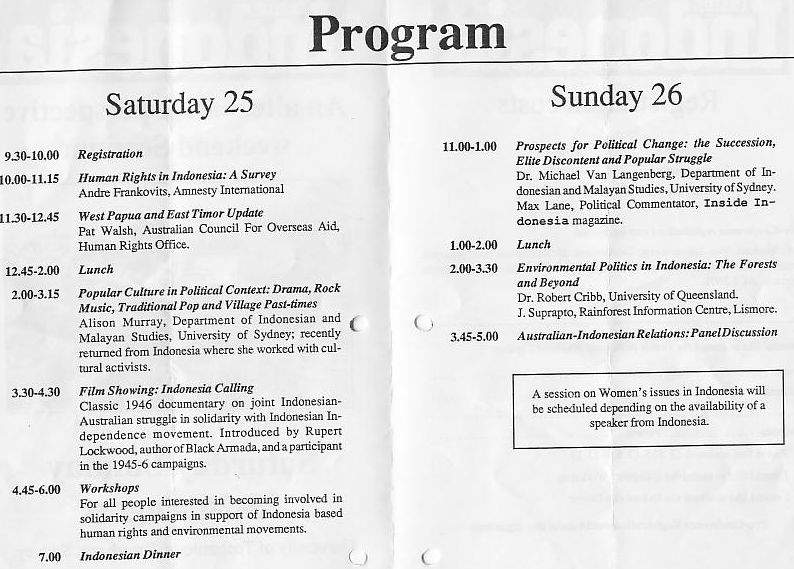 Program
Saturday 25
9.30-10.00 Registration
10.00-11.15 Human Rights in Indonesia: A Survey
Andre Frankovits, Amnesty International
11.30-12.45 West Papua and East Timor Update
Pat Walsh, Australian Council For Overseas Aid,
Human Rights Office.
12.45-2.00 Lunch
2.00-3.15 Popular Culture in Political Context: Drama, Rock
Music, Traditional Pop and Village Past-times
Alison Murray, Department of Indonesian and
Malayan Studies, University of Sydney; recently
returned from Indonesia where she worked with cul-
tural activists.
3.30-4.30 Film Showing: Indonesia Calling
Classic 1946 documentary on joint Indonesian-
Australian struggle in solidarity with Indonesian In-
dependence movement. Introduced by Rupert
Lockwood, author of Black Armada, and a participant
in the 1945-6 campaigns.
4.45-6.00 Workshops
For all people interested in becoming involved in
solidarity campaigns in support of Indonesia based
human rights and environmental movements.
7.00 Indonesian Dinner
Sunday 26
11.00-1.00 Prospects for Political Change: the Succession,
Elite Discontent and Popular Struggle
Dr. Michael Van Langenberg, Department of In-
donesian and Malayan Studies, University of Sydney.
Max Lane, Political Commentator, Inside In-
donesia magazine.
1.00-2.00 Lunch
2.00-3.30 Environmental Politics in Indonesia: The Forests
and Beyond
Dr. Robert Cribb, University of Queensland.
J. Suprapto, Rainforest Information Centre, Lismore.
3.45-5.00 Australian-Indonesian Relations: Panel Discussion
A session on Women's issues in Indonesia will
be scheduled depending on the availability of a
speaker from Indonesia.